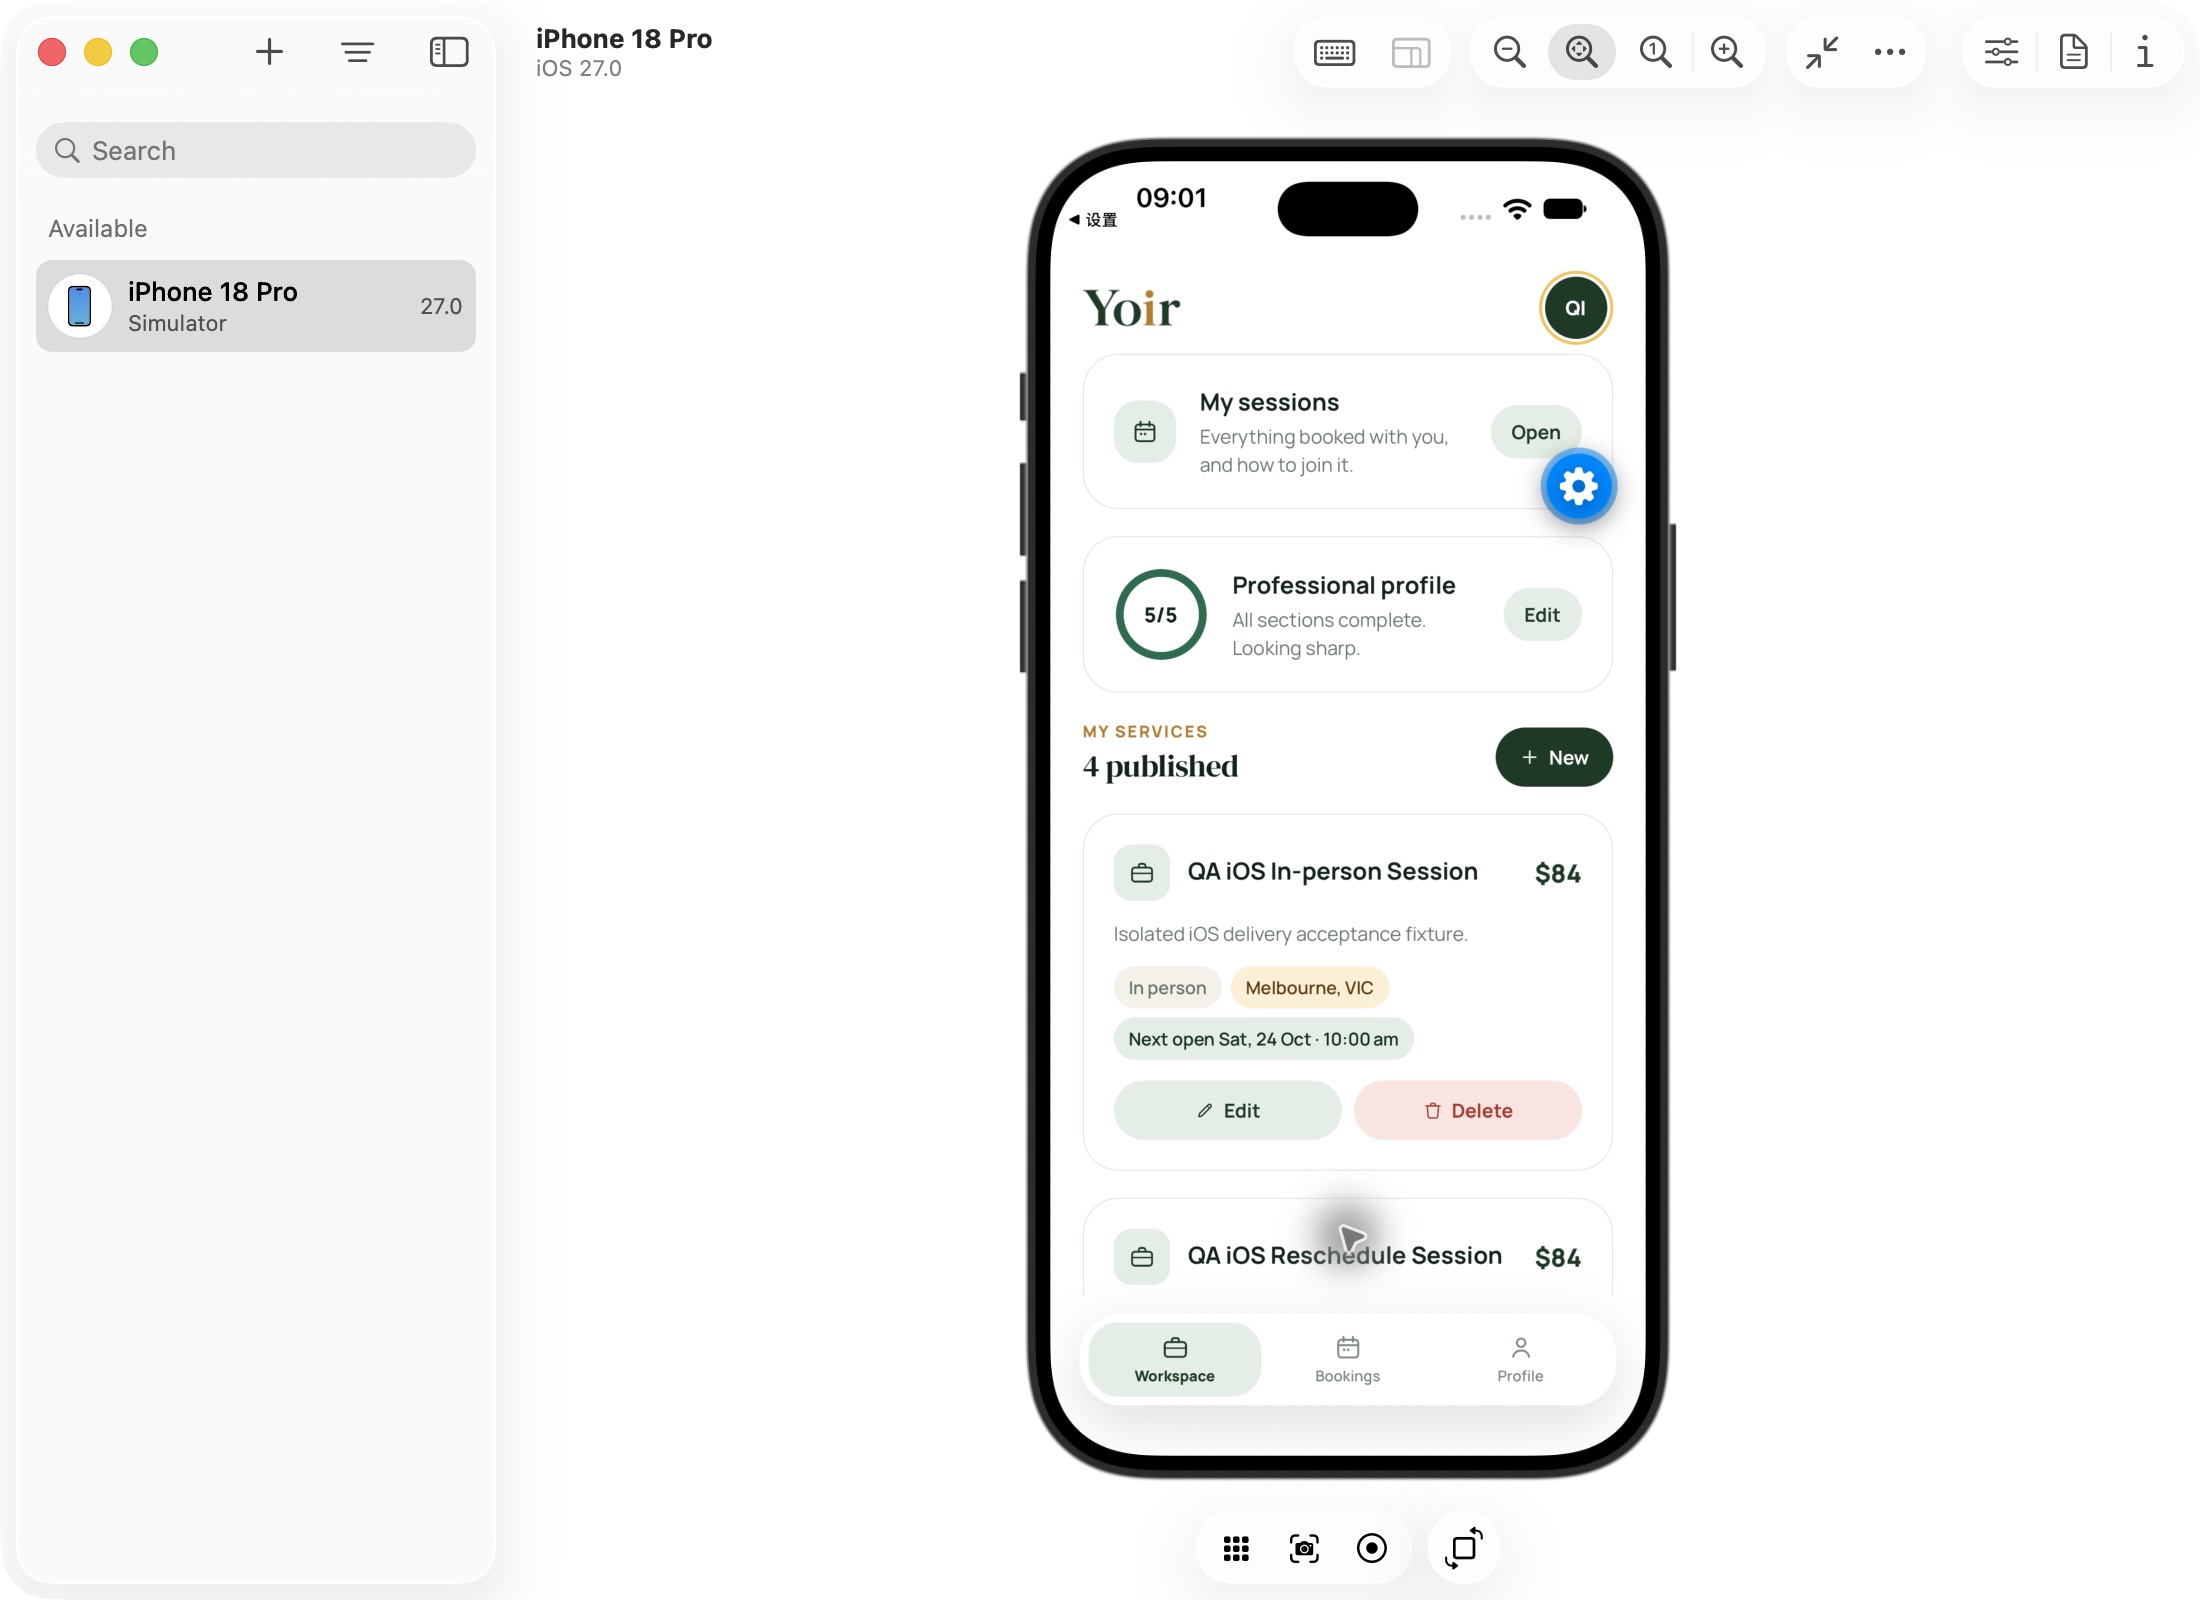 iPhone 18 Pro
iOS 27.0
Search
Available
iPhone 18 Pro
Simulator
27.0
09:01
◀ 设置
Yoir
QI
My sessions
Everything booked with you,
and how to join it.
Open
5/5
Professional profile
All sections complete.
Looking sharp.
Edit
MY SERVICES
4 published
+ New
QA iOS In-person Session
$84
Isolated iOS delivery acceptance fixture.
In person
Melbourne, VIC
Next open Sat, 24 Oct · 10:00 am
Edit
Delete
QA iOS Reschedule Session
$84
Workspace
Bookings
Profile